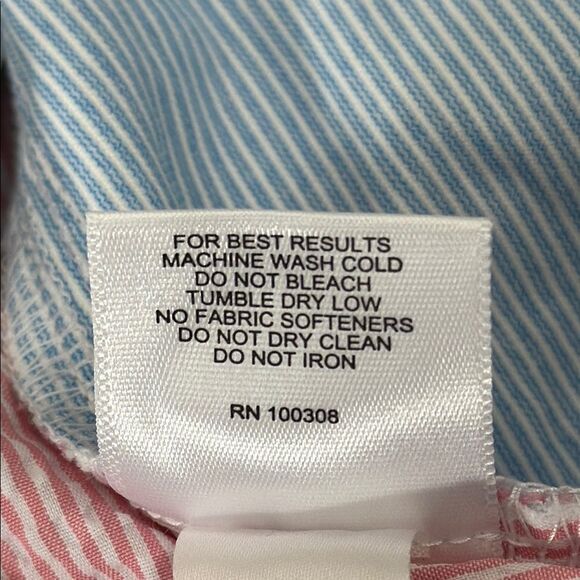 FOR BEST RESULTS
MACHINE WASH COLD
DO NOT BLEACH
TUMBLE DRY LOW
NO FABRIC SOFTENERS
DO NOT DRY CLEAN
DO NOT IRON
RN 100308